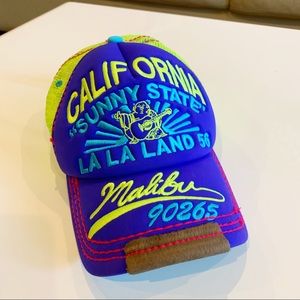 CALIFORNIA
"SUNNY STATE"
LA LA LAND '56
Malibu
90265